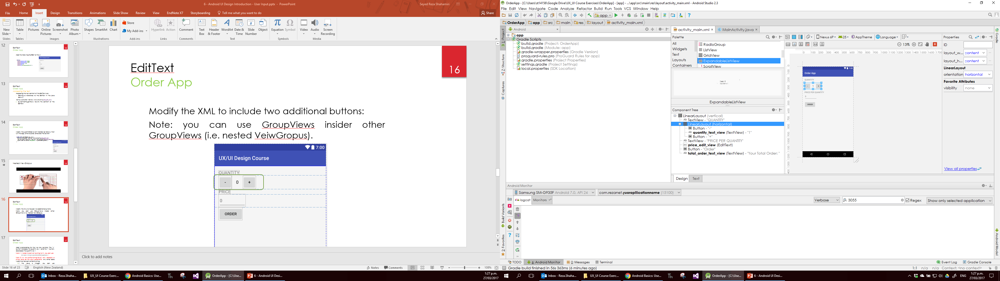 6 - Android UI Design Introduction - User Input.pptx - PowerPoint
Seyed Reza Shahamiri
File Home Insert Design Transitions Animations Slide Show Review View EndNote X7 Storyboarding Tell me what you want to do
Share
New Slide
Table
Pictures
Online Pictures
Screenshot
Photo Album
Shapes
SmartArt
Chart
Store
My Add-ins
Hyperlink
Action
Comment
Text Box
Header & Footer
WordArt
Date & Time
Slide Number
Object
Equation
Symbol
Video
Audio
Screen Recording
Slides Tables Images Illustrations Add-ins Links Comments Text Symbols Media
12
13
14
15
Nested ViewGropus
16
17
EditText
Order App
16
Modify the XML to include two additional buttons:
Note: you can use GroupViews insider other
GroupViews (i.e. nested VeiwGropus).
7:00
UX/UI Design Course
QUANTITY
- 0 +
PRICE
0
ORDER
Click to add notes
Slide 16 of 23 English (New Zealand)
Notes Comments 108%
OrderApp - [C:\Users\st14156\Google Drive\UX_UI Course Exercises\OrderApp] - [app] - ...\app\src\main\res\layout\activity_main.xml - Android Studio 2.3
File Edit View Navigate Code Analyze Refactor Build Run Tools VCS Window Help
app
OrderApp app src main res layout activity_main.xml
1: Project
7: Structure
Captures
Build Variants
2: Favorites
Android
app
Gradle Scripts
build.gradle (Project: OrderApp)
build.gradle (Module: app)
gradle-wrapper.properties (Gradle Version)
proguard-rules.pro (ProGuard Rules for app)
gradle.properties (Project Properties)
settings.gradle (Project Settings)
local.properties (SDK Location)
activity_main.xml MainActivity.java
Palette
All
Widgets
Text
Layouts
Containers
RadioGroup
ListView
GridView
ExpandableListView
ScrollView
ExpandableListView
Component Tree
LinearLayout (vertical)
TextView - "QUANTITY"
LinearLayout (horizontal)
Button - "-"
quantity_text_view (TextView) - "1"
Button - "+"
TextView - "PRICE PER QUANTITY"
price_edit_view (EditText)
Button - "Order"
total_order_text_view (TextView) - "Your Total Order: "
Design Text
Nexus 6P 25 AppTheme Language
13%
7:00
Order App
QUANTITY
- 1 +
PRICE PER QUANTITY
0
ORDER
Properties
ID
layout_w... content
layout_h... content
LinearLayout
orientation horizontal
Favorite Attributes
visibility none
View all properties
Gradle
Android Model
Android Monitor
Samsung SM-G935F Android 7.0, API 24
com.rezanet.yuorapllicationname (15100)
logcat Monitors
Verbose 3055 Regex Show only selected application
TODO 6: Android Monitor 0: Messages Terminal
Event Log Gradle Console
Gradle build finished in 56s 363ms (6 minutes ago)
1:1 n/a n/a Context: <no context>
Inbox - Reza.Shaha... UX_UI Course Exerc... Android Basics: Use... OrderApp - [C:\Use... 6 - Android UI Desi...
1:27 p.m.
27/03/2017
Inbox - Reza.Shaha... UX_UI Course Exerc... Android Basics: Use... OrderApp - [C:\Use... 6 - Android UI Desi...
ENG
1:27 p.m.
27/03/2017